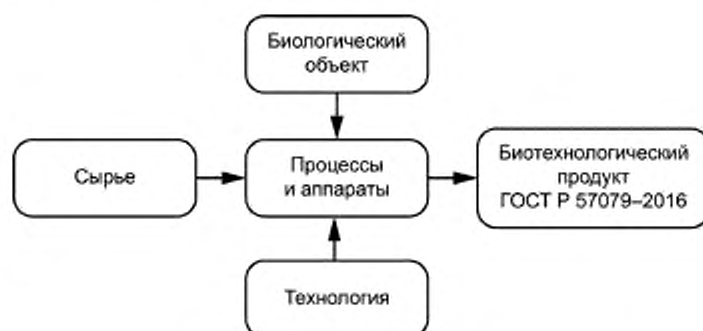 Биологический
объект
Сырье
Процессы
и аппараты
Биотехнологический
продукт
ГОСТ Р 57079–2016
Технология